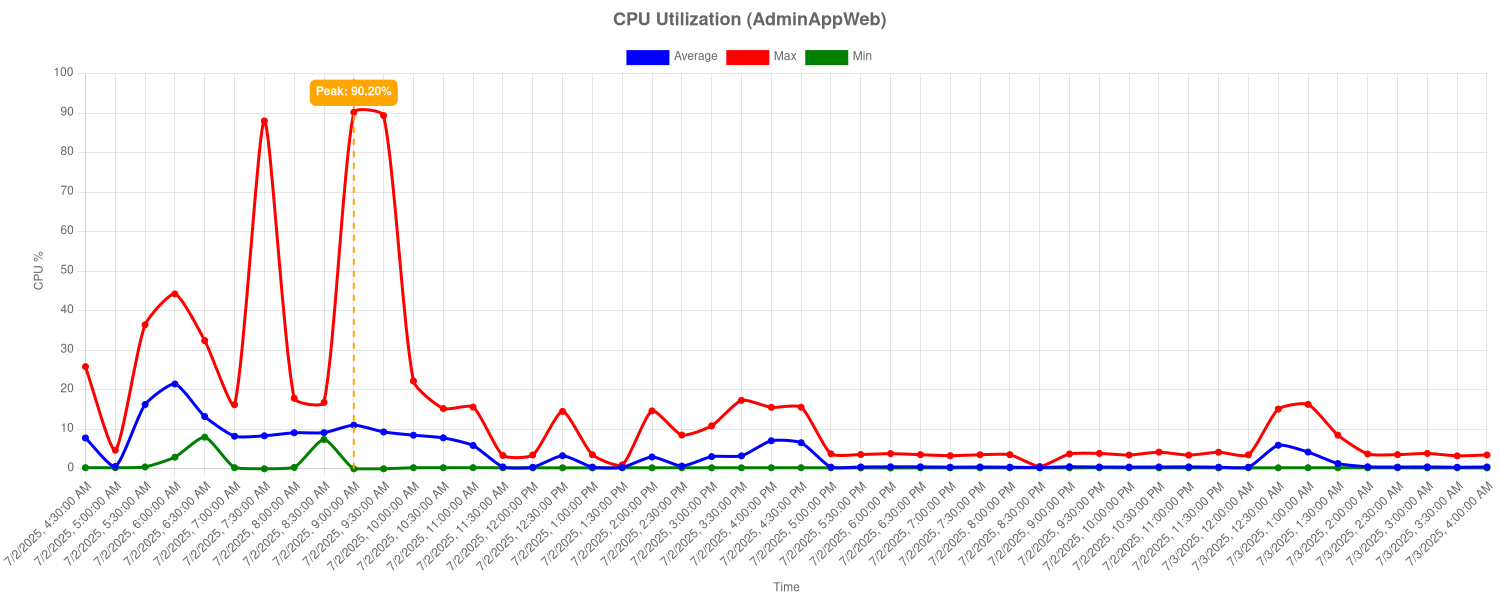 CPU Utilization (AdminAppWeb)
Average Max Min
Peak: 90.20%
100
90
80
70
60
50
40
30
20
10
0
CPU %
7/2/2025, 4:30:00 AM
7/2/2025, 5:00:00 AM
7/2/2025, 5:30:00 AM
7/2/2025, 6:00:00 AM
7/2/2025, 6:30:00 AM
7/2/2025, 7:00:00 AM
7/2/2025, 7:30:00 AM
7/2/2025, 8:00:00 AM
7/2/2025, 8:30:00 AM
7/2/2025, 9:00:00 AM
7/2/2025, 9:30:00 AM
7/2/2025, 10:00:00 AM
7/2/2025, 10:30:00 AM
7/2/2025, 11:00:00 AM
7/2/2025, 11:30:00 AM
7/2/2025, 12:00:00 PM
7/2/2025, 12:30:00 PM
7/2/2025, 1:00:00 PM
7/2/2025, 1:30:00 PM
7/2/2025, 2:00:00 PM
7/2/2025, 2:30:00 PM
7/2/2025, 3:00:00 PM
7/2/2025, 3:30:00 PM
7/2/2025, 4:00:00 PM
7/2/2025, 4:30:00 PM
7/2/2025, 5:00:00 PM
7/2/2025, 5:30:00 PM
7/2/2025, 6:00:00 PM
7/2/2025, 6:30:00 PM
7/2/2025, 7:00:00 PM
7/2/2025, 7:30:00 PM
7/2/2025, 8:00:00 PM
7/2/2025, 8:30:00 PM
7/2/2025, 9:00:00 PM
7/2/2025, 9:30:00 PM
7/2/2025, 10:00:00 PM
7/2/2025, 10:30:00 PM
7/2/2025, 11:00:00 PM
7/2/2025, 11:30:00 PM
7/3/2025, 12:00:00 AM
7/3/2025, 12:30:00 AM
7/3/2025, 1:00:00 AM
7/3/2025, 1:30:00 AM
7/3/2025, 2:00:00 AM
7/3/2025, 2:30:00 AM
7/3/2025, 3:00:00 AM
7/3/2025, 3:30:00 AM
7/3/2025, 4:00:00 AM
Time